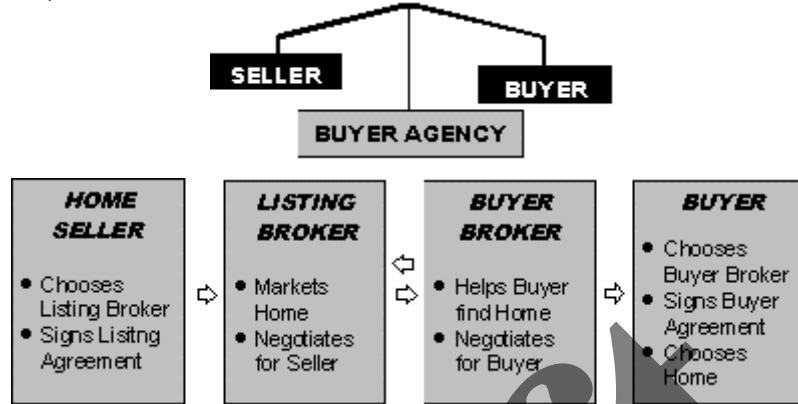 SELLER
BUYER
BUYER AGENCY
HOME
SELLER
• Chooses
Listing Broker
• Signs Lisitng
Agreement
LISTING
BROKER
• Markets
Home
• Negotiates
for Seller
BUYER
BROKER
• Helps Buyer
find Home
• Negotiates
for Buyer
BUYER
• Chooses
Buyer Broker
• Signs Buyer
Agreement
• Chooses
Home